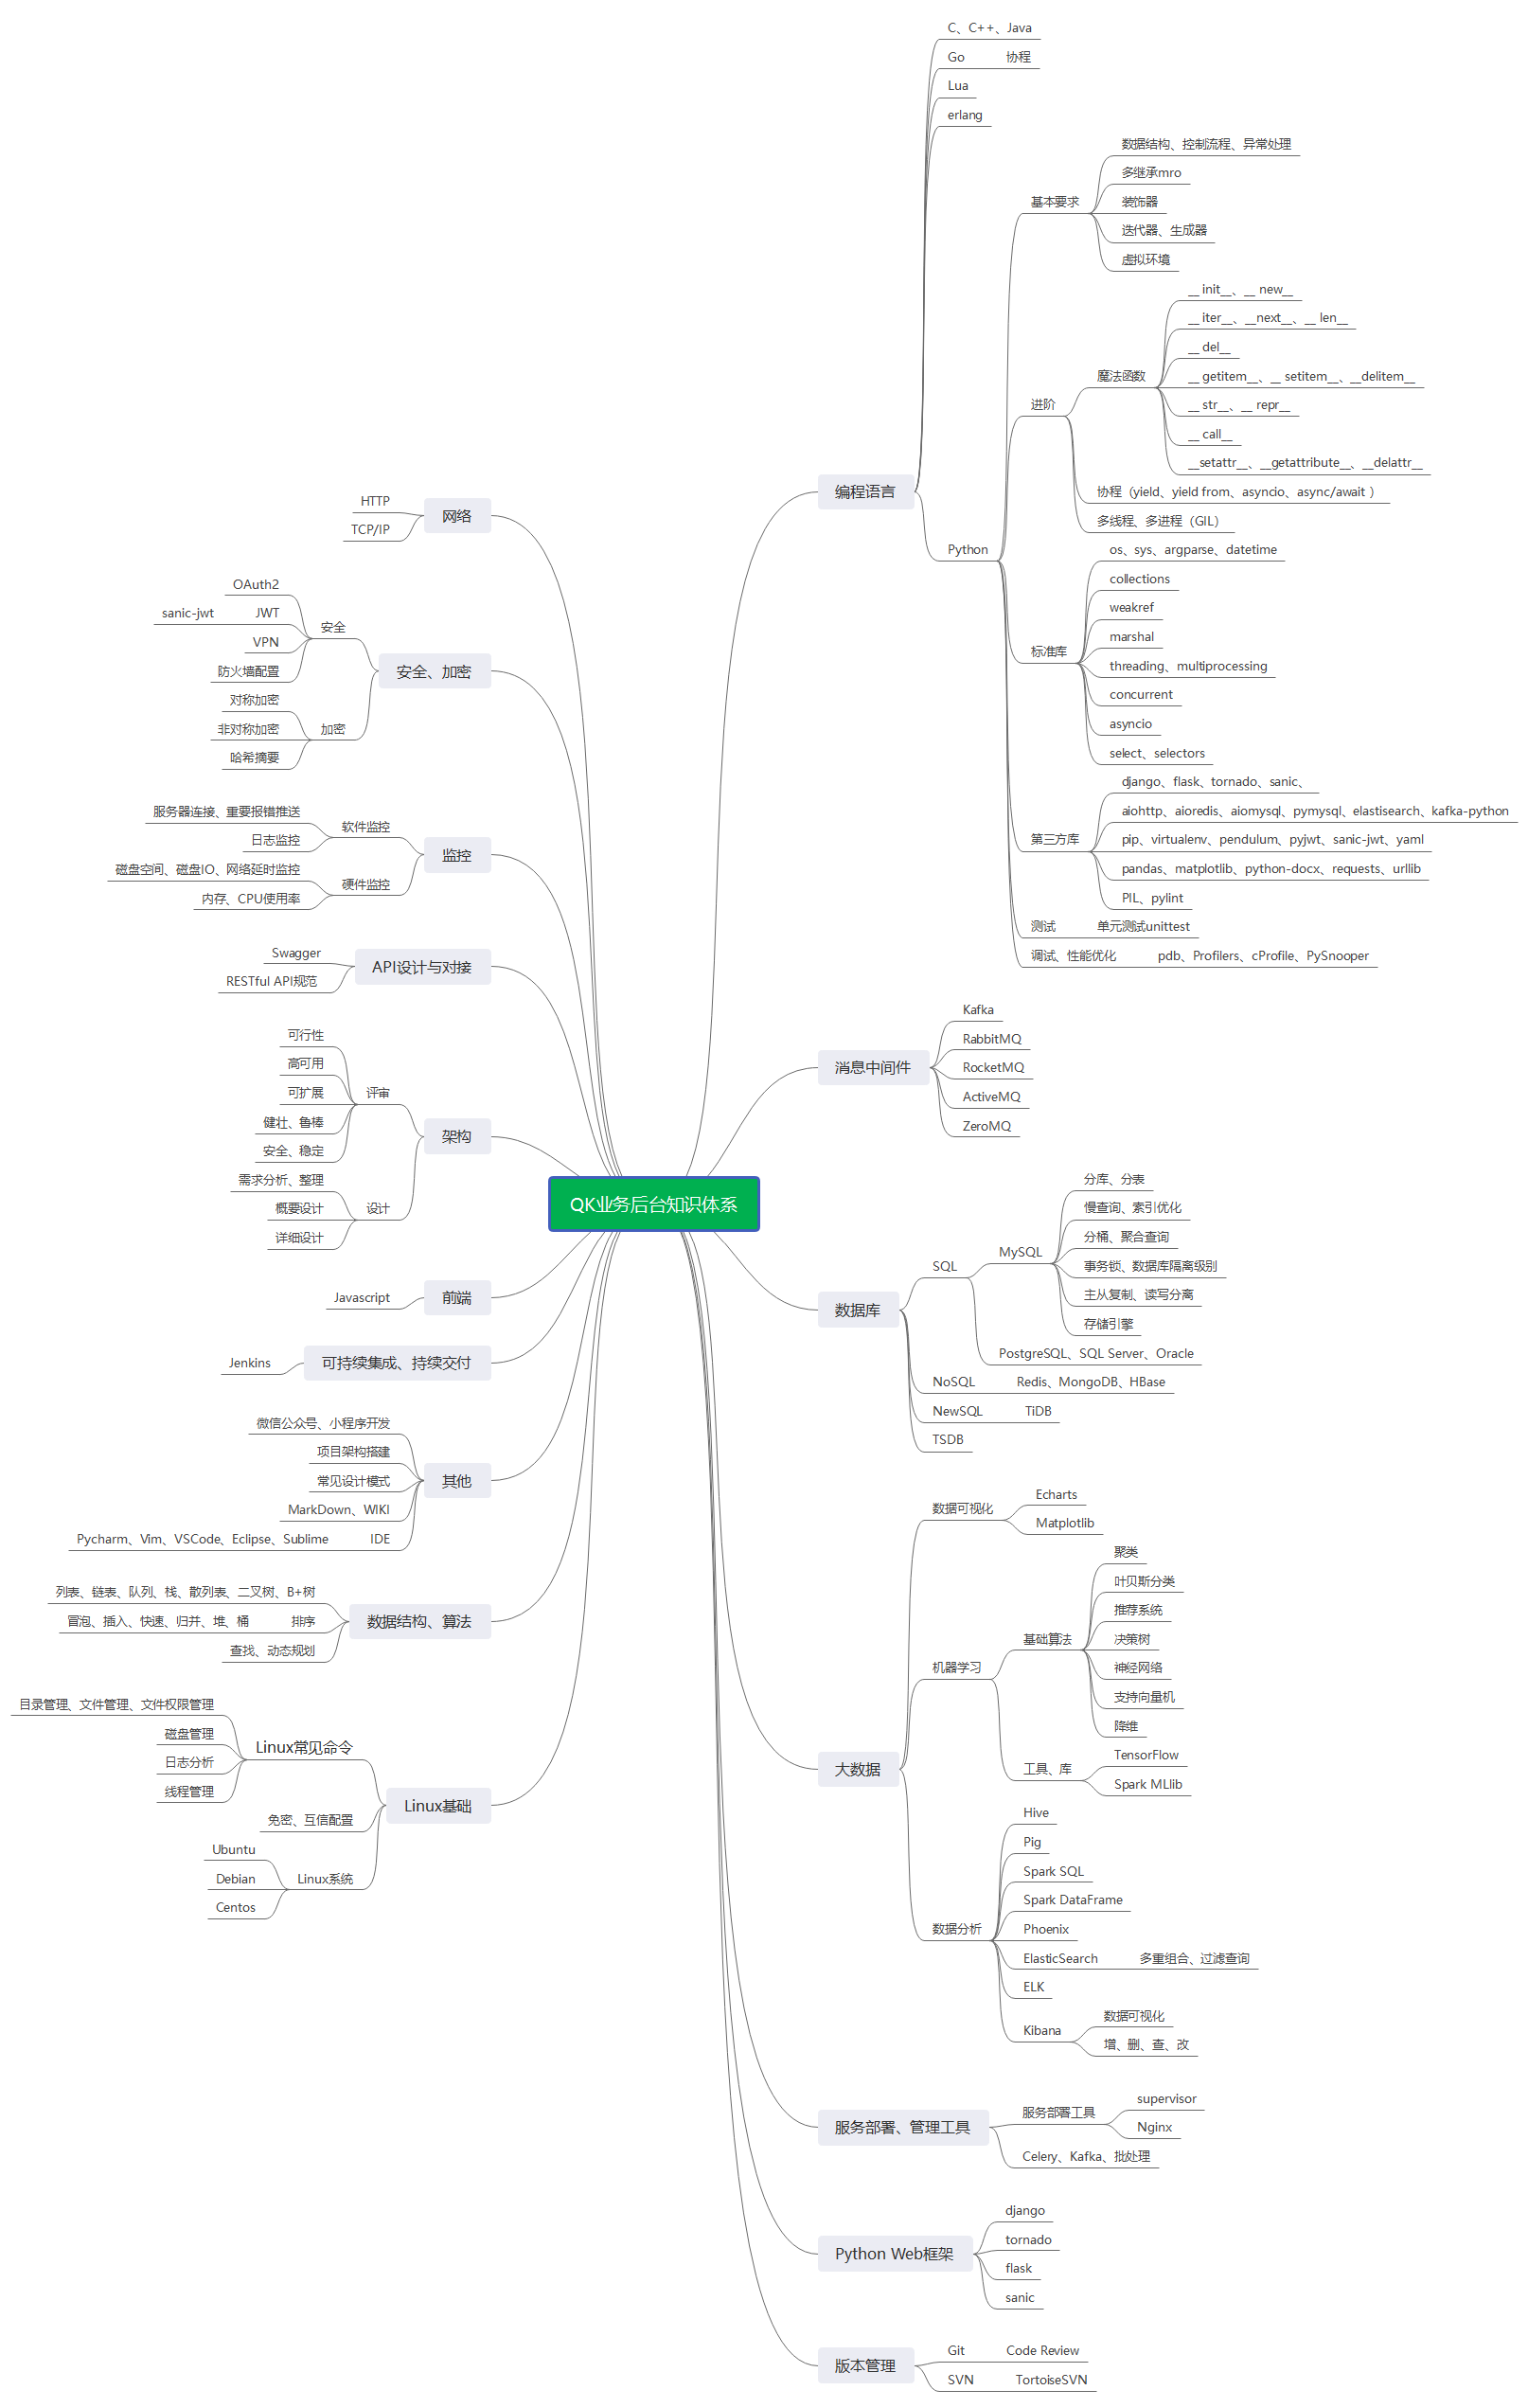 QK业务后台知识体系
编程语言
C、C++、Java
Go
协程
Lua
erlang
Python
基本要求
数据结构、控制流程、异常处理
多继承mro
装饰器
迭代器、生成器
虚拟环境
进阶
魔法函数
__ init__、__ new__
__ iter__、__next__、__ len__
__ del__
__ getitem__、__ setitem__、__delitem__
__ str__、__ repr__
__ call__
__setattr__、__getattribute__、__delattr__
协程（yield、yield from、asyncio、async/await ）
多线程、多进程（GIL）
标准库
os、sys、argparse、datetime
collections
weakref
marshal
threading、multiprocessing
concurrent
asyncio
select、selectors
第三方库
django、flask、tornado、sanic、
aiohttp、aioredis、aiomysql、pymysql、elastisearch、kafka-python
pip、virtualenv、pendulum、pyjwt、sanic-jwt、yaml
pandas、matplotlib、python-docx、requests、urllib
PIL、pylint
测试
单元测试unittest
调试、性能优化
pdb、Profilers、cProfile、PySnooper
消息中间件
Kafka
RabbitMQ
RocketMQ
ActiveMQ
ZeroMQ
数据库
SQL
MySQL
分库、分表
慢查询、索引优化
分桶、聚合查询
事务锁、数据库隔离级别
主从复制、读写分离
存储引擎
PostgreSQL、SQL Server、Oracle
NoSQL
Redis、MongoDB、HBase
NewSQL
TiDB
TSDB
大数据
数据可视化
Echarts
Matplotlib
机器学习
基础算法
聚类
叶贝斯分类
推荐系统
决策树
神经网络
支持向量机
降维
工具、库
TensorFlow
Spark MLlib
数据分析
Hive
Pig
Spark SQL
Spark DataFrame
Phoenix
ElasticSearch
多重组合、过滤查询
ELK
Kibana
数据可视化
增、删、查、改
服务部署、管理工具
服务部署工具
supervisor
Nginx
Celery、Kafka、批处理
Python Web框架
django
tornado
flask
sanic
版本管理
Git
Code Review
SVN
TortoiseSVN
网络
HTTP
TCP/IP
安全、加密
安全
OAuth2
JWT
sanic-jwt
VPN
防火墙配置
加密
对称加密
非对称加密
哈希摘要
监控
软件监控
服务器连接、重要报错推送
日志监控
硬件监控
磁盘空间、磁盘IO、网络延时监控
内存、CPU使用率
API设计与对接
Swagger
RESTful API规范
架构
评审
可行性
高可用
可扩展
健壮、鲁棒
安全、稳定
设计
需求分析、整理
概要设计
详细设计
前端
Javascript
可持续集成、持续交付
Jenkins
其他
微信公众号、小程序开发
项目架构搭建
常见设计模式
MarkDown、WIKI
IDE
Pycharm、Vim、VSCode、Eclipse、Sublime
数据结构、算法
列表、链表、队列、栈、散列表、二叉树、B+树
排序
冒泡、插入、快速、归并、堆、桶
查找、动态规划
Linux基础
Linux常见命令
目录管理、文件管理、文件权限管理
磁盘管理
日志分析
线程管理
免密、互信配置
Linux系统
Ubuntu
Debian
Centos